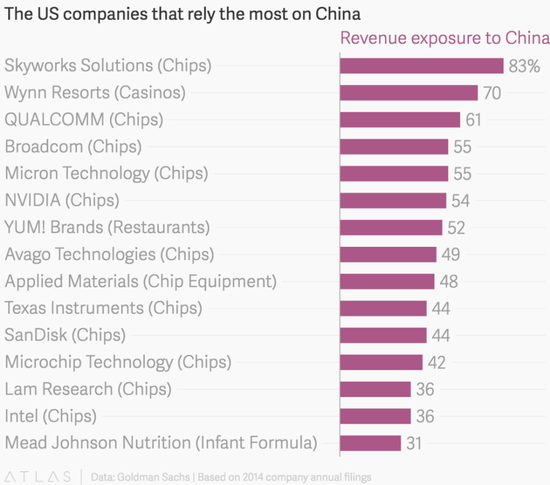 The US companies that rely the most on China
Revenue exposure to China
Skyworks Solutions (Chips) 83%
Wynn Resorts (Casinos) 70
QUALCOMM (Chips) 61
Broadcom (Chips) 55
Micron Technology (Chips) 55
NVIDIA (Chips) 54
YUM! Brands (Restaurants) 52
Avago Technologies (Chips) 49
Applied Materials (Chip Equipment) 48
Texas Instruments (Chips) 44
SanDisk (Chips) 44
Microchip Technology (Chips) 42
Lam Research (Chips) 36
Intel (Chips) 36
Mead Johnson Nutrition (Infant Formula) 31
ATLAS | Data: Goldman Sachs | Based on 2014 company annual filings